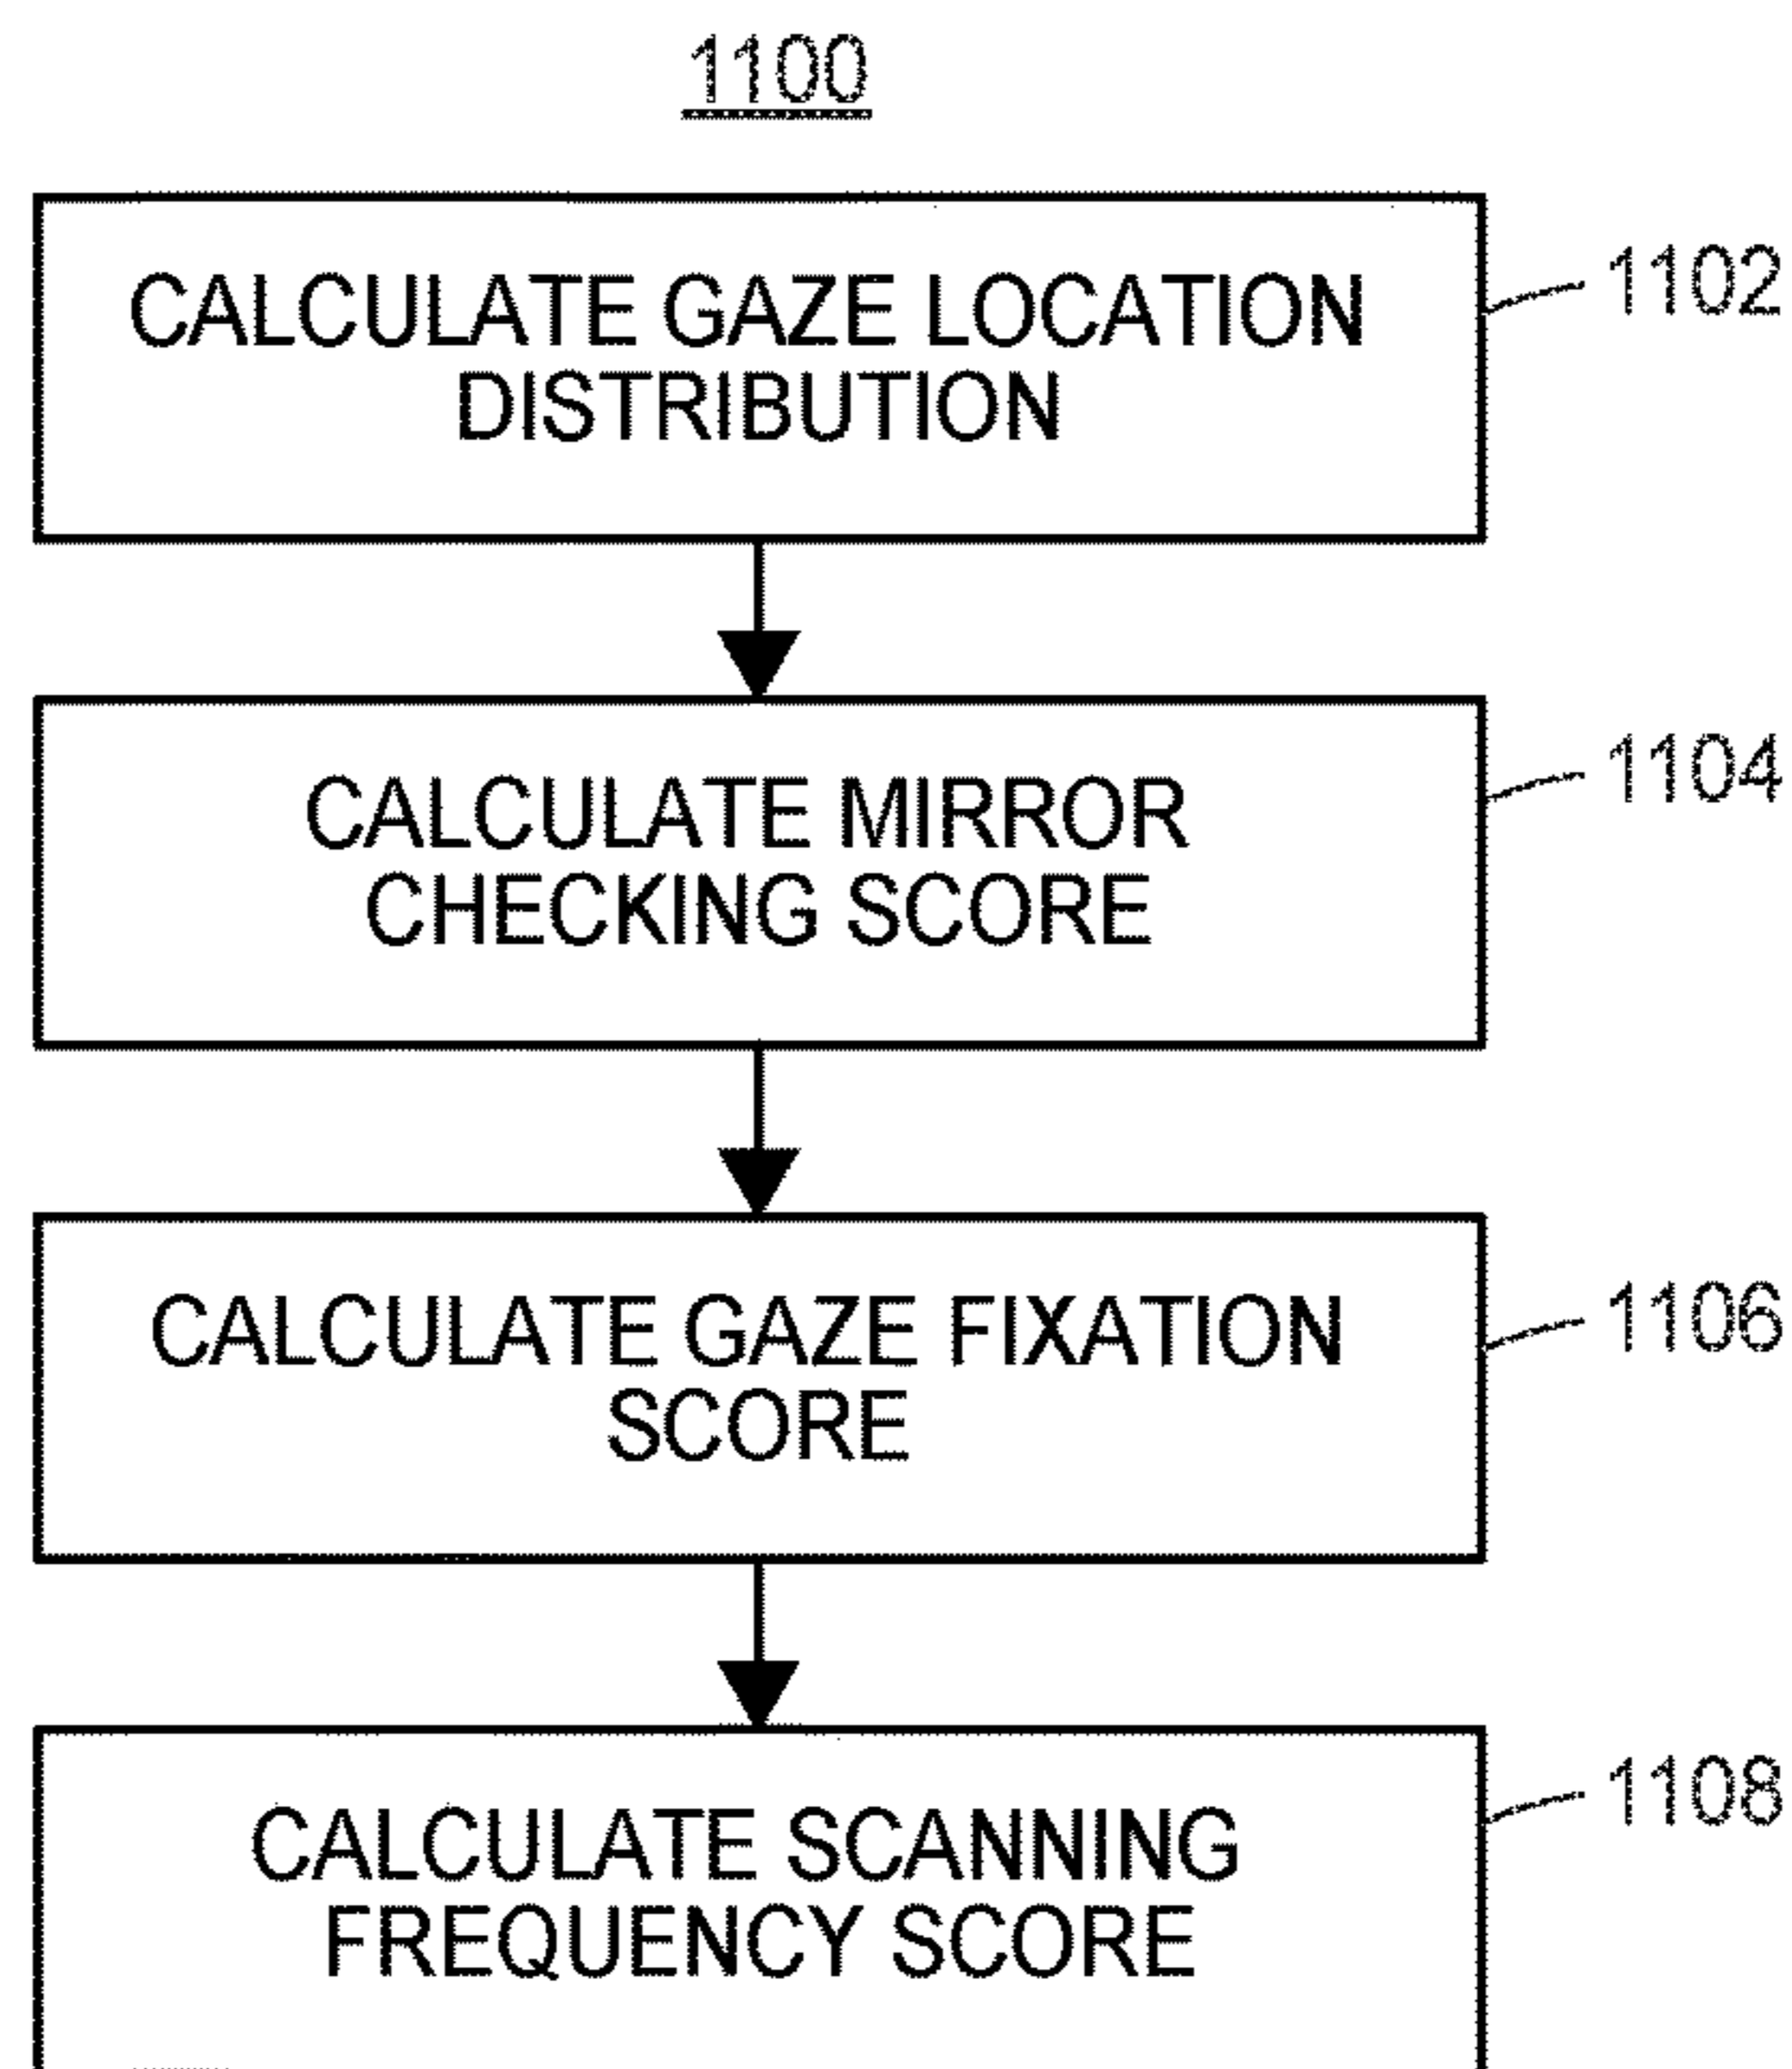 1100
CALCULATE GAZE LOCATION
DISTRIBUTION
1102
CALCULATE MIRROR
CHECKING SCORE
1104
CALCULATE GAZE FIXATION
SCORE
1106
CALCULATE SCANNING
FREQUENCY SCORE
1108